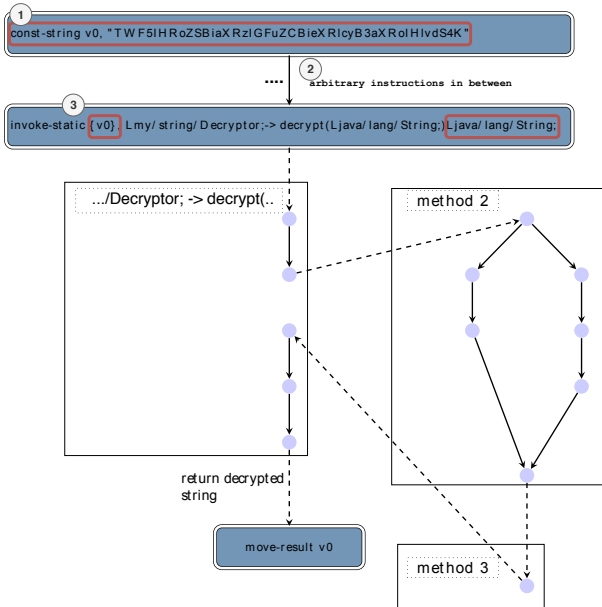 1
const-string v0, "TWF5IHRoZSBiaXRzIGFuZCBieXRlcyB3aXRoIHlvdS4K"
2
.... arbitrary instructions in between
3
invoke-static {v0}, Lmy/string/Decryptor;->decrypt(Ljava/lang/String;)Ljava/lang/String;
.../Decryptor; -> decrypt(..
method 2
return decrypted
string
move-result v0
method 3